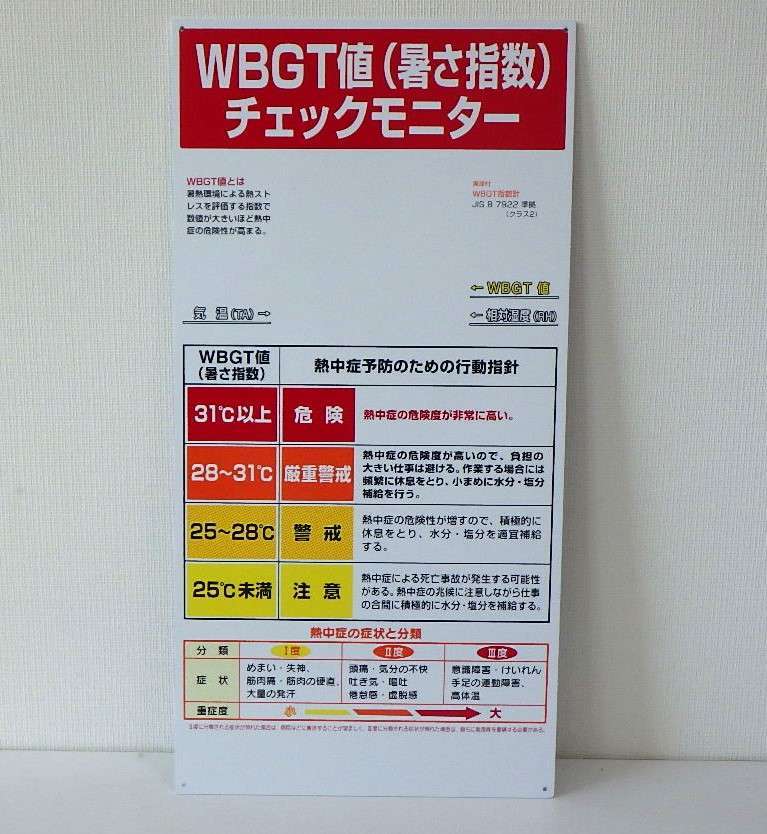 WBGT値(暑さ指数)
チェックモニター
WBGT値とは
暑熱環境による熱スト
レスを評価する指数で
数値が大きいほど熱中
症の危険性が高まる。
WBGT指数計
JIS B 7922 準拠
(クラス2)
←WBGT 値
気 温(TA)→
←相対湿度(RH)
WBGT値
(暑さ指数)
熱中症予防のための行動指針
31℃以上
危 険
熱中症の危険度が非常に高い。
28〜31℃
厳重警戒
熱中症の危険度が高いので、負担の
大きい仕事は避ける。作業する場合には
頻繁に休息をとり、小まめに水分・塩分
補給を行う。
25〜28℃
警 戒
熱中症の危険性が増すので、積極的に
休息をとり、水分・塩分を適宜補給
する。
25℃未満
注 意
熱中症による死亡事故が発生する可能性
がある。熱中症の兆候に注意しながら仕事
の合間に積極的に水分・塩分を補給する。
熱中症の症状と分類
分 類
Ⅰ度
Ⅱ度
Ⅲ度
症 状
めまい・失神、
筋肉痛・筋肉の硬直、
大量の発汗
頭痛・気分の不快
吐き気・嘔吐
倦怠感・虚脱感
意識障害・けいれん
手足の運動障害、
高体温
重症度
小
大